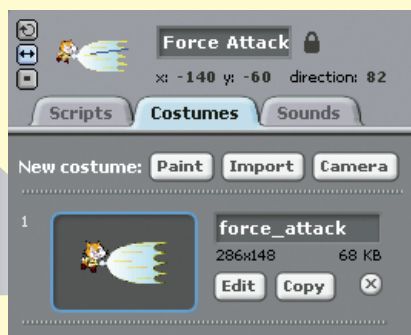 Force Attack
x: -140 y: -60 direction: 82
Scripts Costumes Sounds
New costume: Paint Import Camera
1
force_attack
286x148 68 KB
Edit Copy